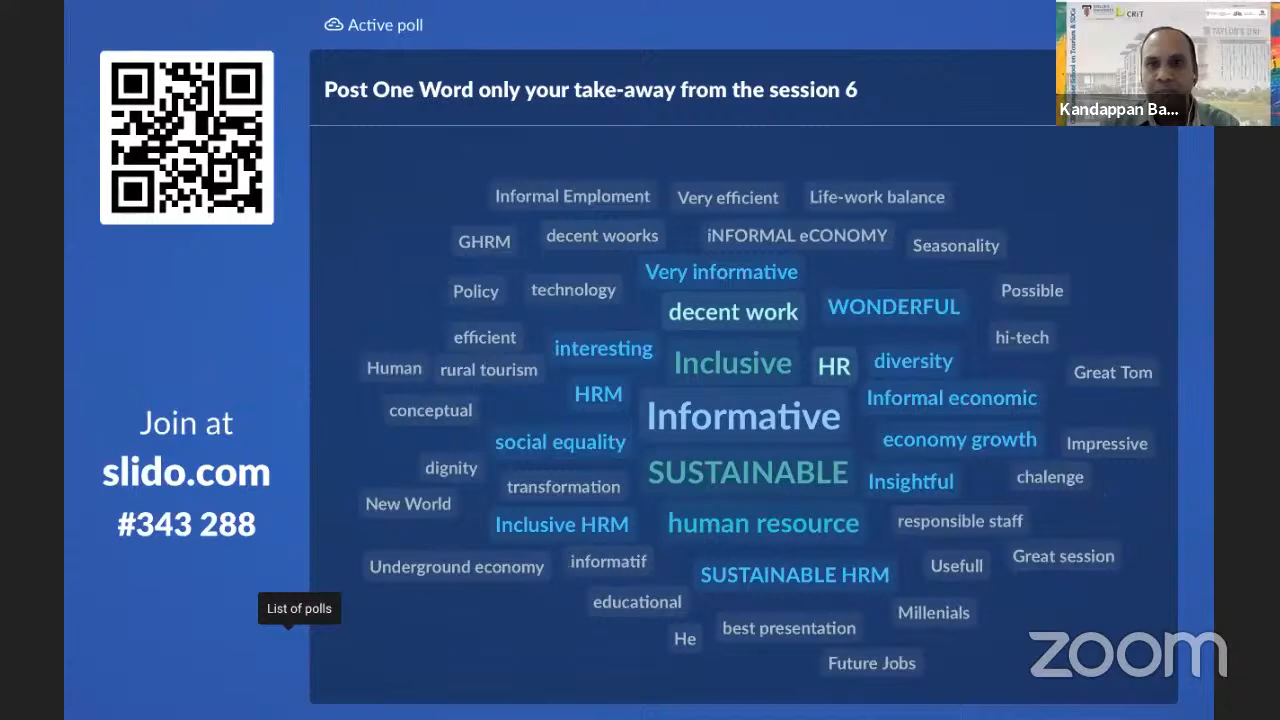 Active poll
Post One Word only your take-away from the session 6
Informal Emploment
Very efficient
Life-work balance
GHRM
decent woorks
iNFORMAL eCONOMY
Seasonality
Very informative
Policy
technology
Possible
decent work
WONDERFUL
efficient
interesting
hi-tech
Human
rural tourism
Inclusive
HR
diversity
Great Tom
HRM
Informal economic
conceptual
Informative
social equality
economy growth
Impressive
dignity
transformation
SUSTAINABLE
Insightful
chalenge
New World
Inclusive HRM
human resource
responsible staff
Underground economy
informatif
SUSTAINABLE HRM
Usefull
Great session
educational
Millenials
He
best presentation
Future Jobs
Join at
slido.com
#343 288
List of polls
CRiT
School on Tourism & SDGs
Kandappan Ba...
zoom